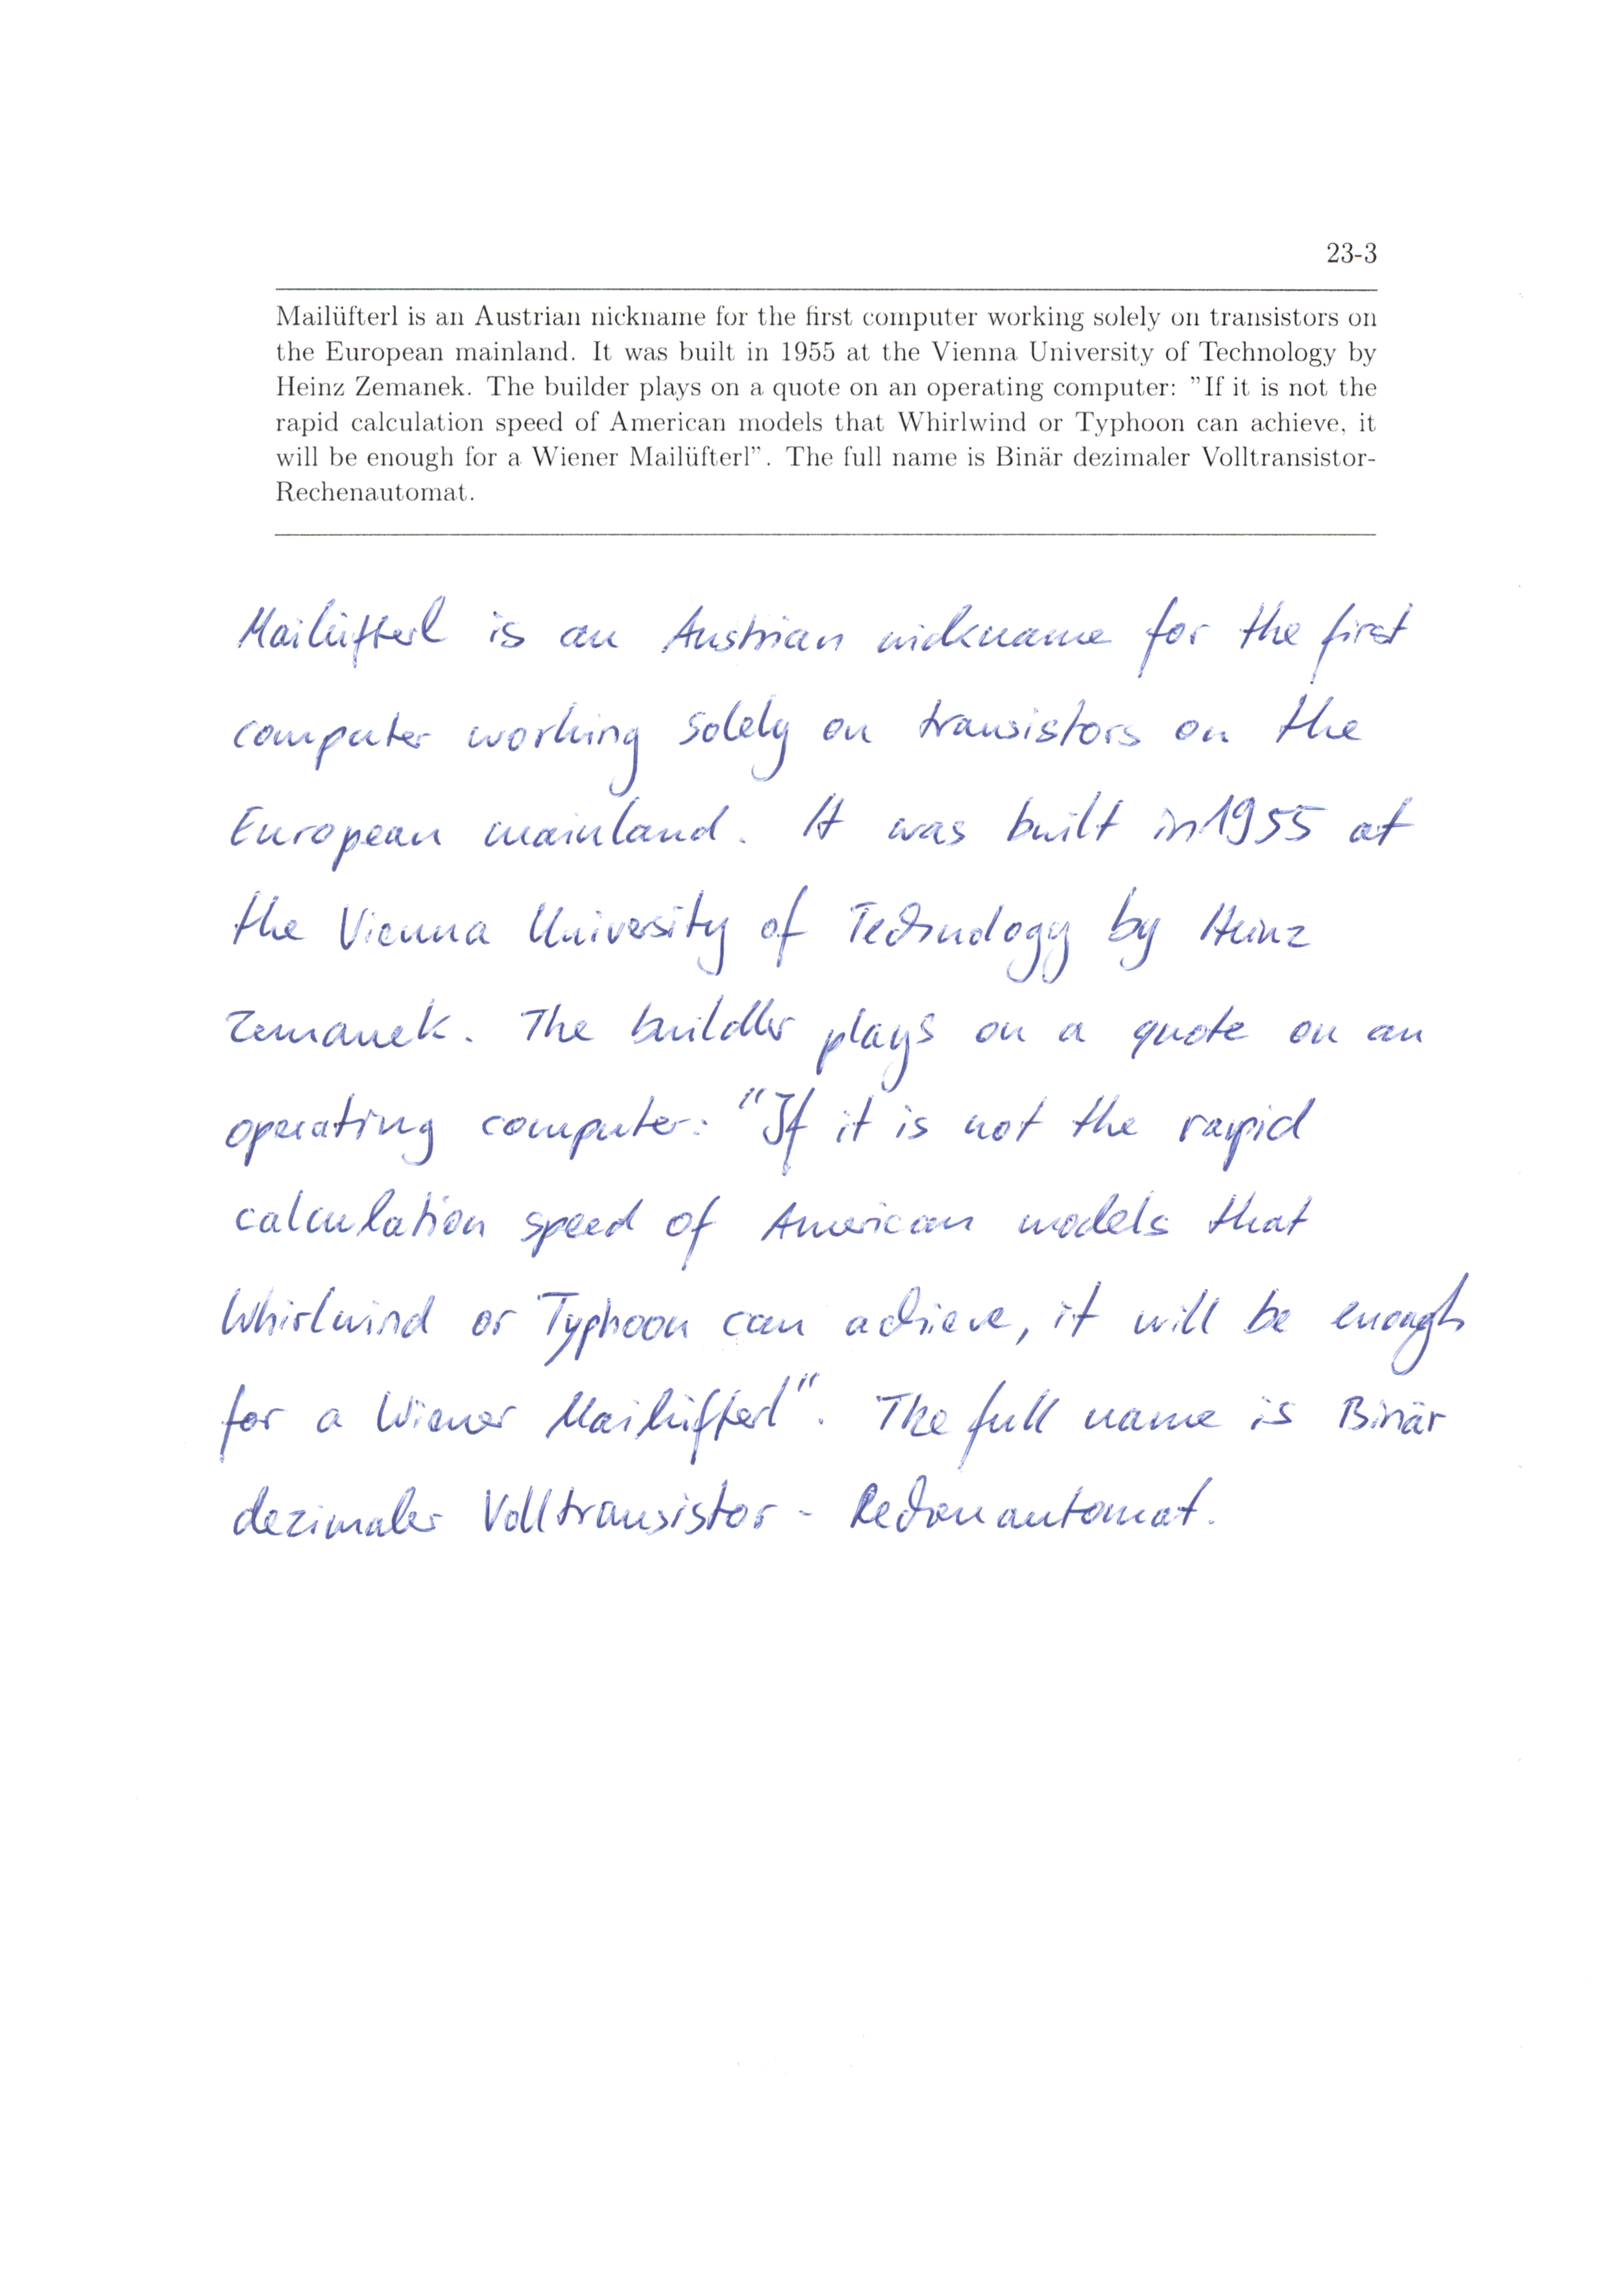 23-3
Mailüfterl is an Austrian nickname for the first computer working solely on transistors on
the European mainland. It was built in 1955 at the Vienna University of Technology by
Heinz Zemanek. The builder plays on a quote on an operating computer: "If it is not the
rapid calculation speed of American models that Whirlwind or Typhoon can achieve, it
will be enough for a Wiener Mailüfterl". The full name is Binär dezimaler Volltransistor-
Rechenautomat.
Mailüfterl is an Austrian nickname for the first
computer working solely on transistors on the
European mainland. It was built in 1955 at
the Vienna University of Technology by Heinz
Zemanek. The buildler plays on a quote on an
operating computer: "If it is not the rapid
calculation speed of American models that
Whirlwind or Typhoon can achieve, it will be enough
for a Wiener Mailüfterl". The full name is Binär
dezimaler Volltransistor - Rechenautomat.